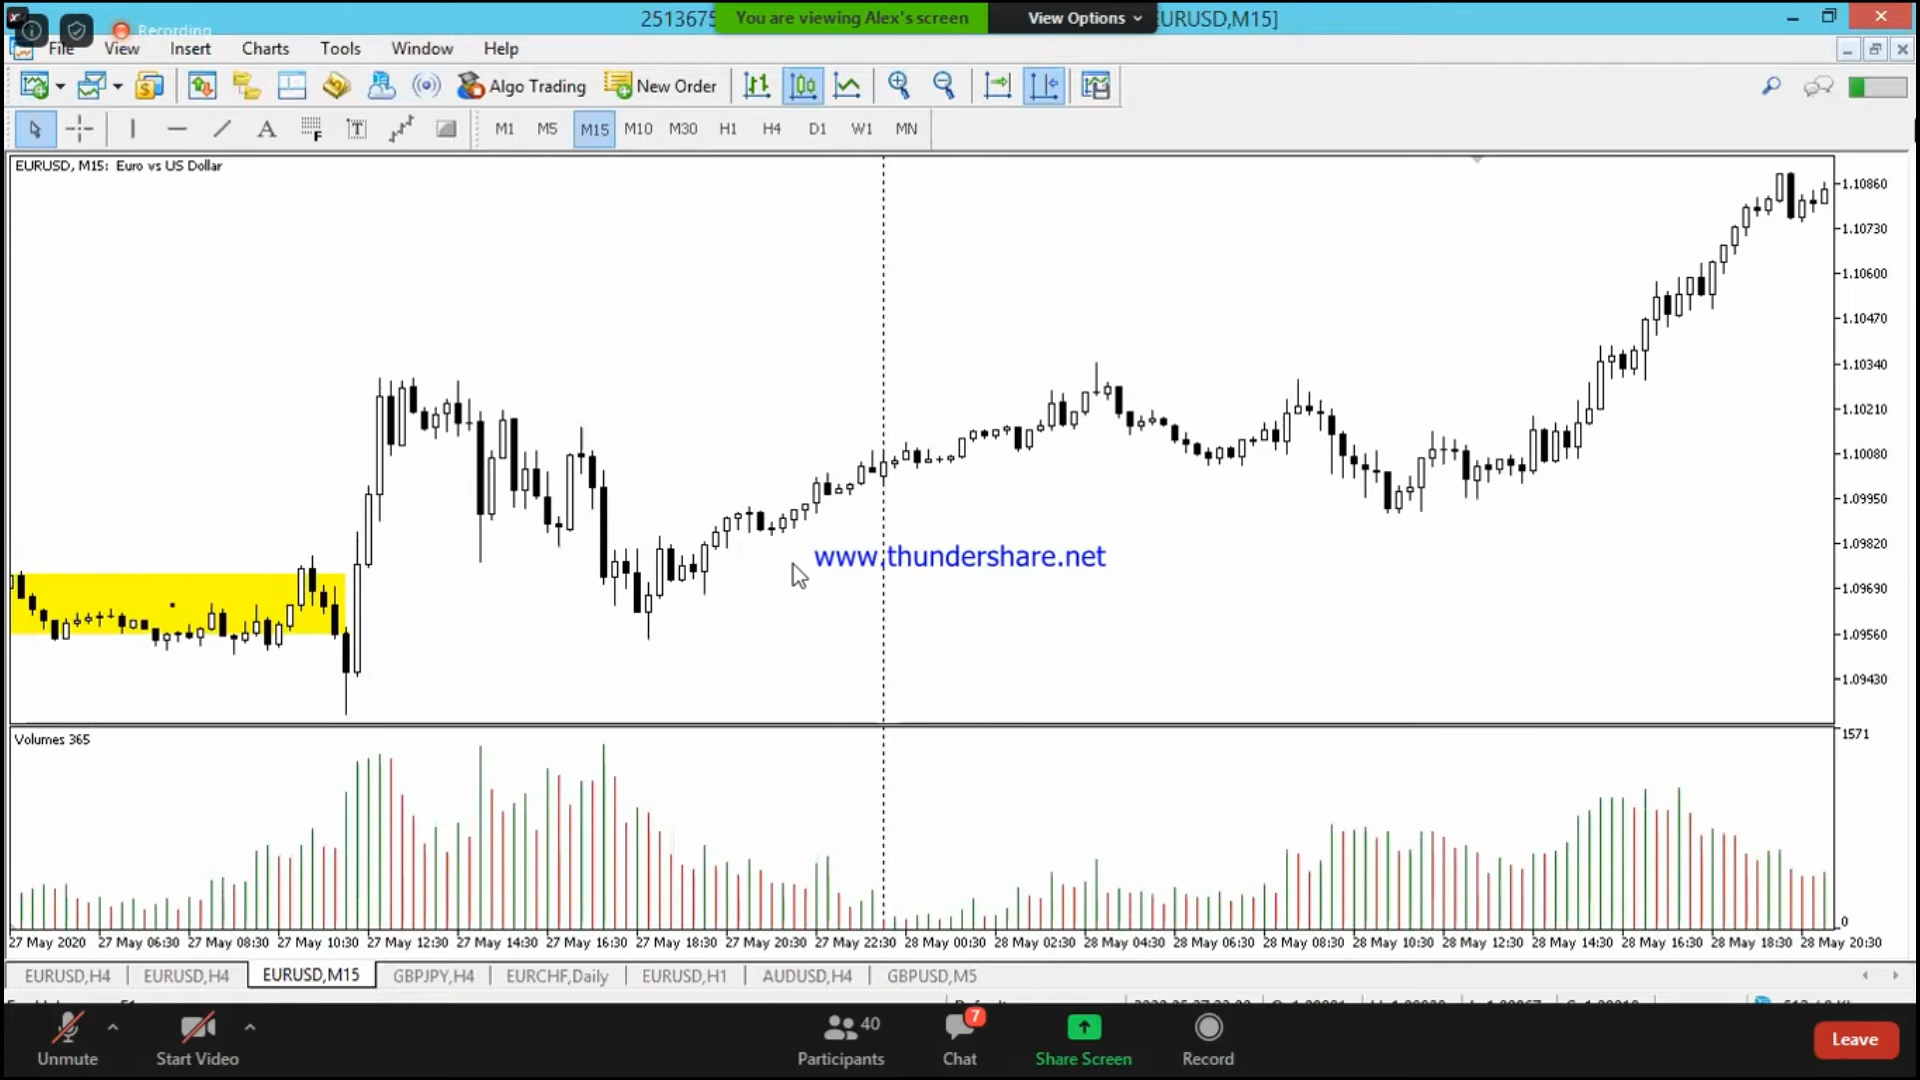 251367
You are viewing Alex's screen
View Options
EURUSD,M15]
Recording
File View Insert Charts Tools Window Help
Algo Trading
New Order
A F T M1 M5 M15 M10 M30 H1 H4 D1 W1 MN
EURUSD, M15: Euro vs US Dollar
1.10860
1.10730
1.10600
1.10470
1.10340
1.10210
1.10080
1.09950
1.09820
1.09690
1.09560
1.09430
www.thundershare.net
Volumes 365
1571
0
27 May 2020 27 May 06:30 27 May 08:30 27 May 10:30 27 May 12:30 27 May 14:30 27 May 16:30 27 May 18:30 27 May 20:30 27 May 22:30 28 May 00:30 28 May 02:30 28 May 04:30 28 May 06:30 28 May 08:30 28 May 10:30 28 May 12:30 28 May 14:30 28 May 16:30 28 May 18:30 28 May 20:30
EURUSD,H4 EURUSD,H4 EURUSD,M15 GBPJPY,H4 EURCHF,Daily EURUSD,H1 AUDUSD,H4 GBPUSD,M5
40
7
Unmute Start Video Participants Chat Share Screen Record Leave